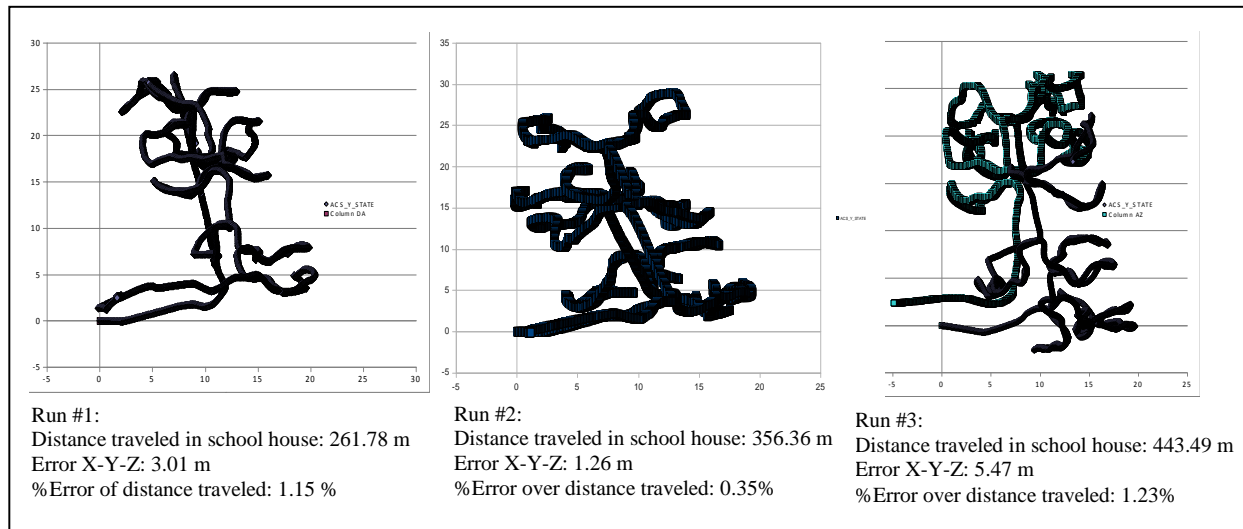 30
25
20
15
10
5
0
-5
-5
0
5
10
15
20
25
30
ACS_Y_STATE
Column DA
35
30
25
20
15
10
5
0
-5
-5
0
5
10
15
20
25
ACS_Y_STATE
-5
0
5
10
15
20
25
ACS_Y_STATE
Column AZ
Run #1:
Distance traveled in school house: 261.78 m
Error X-Y-Z: 3.01 m
%Error of distance traveled: 1.15 %
Run #2:
Distance traveled in school house: 356.36 m
Error X-Y-Z: 1.26 m
%Error over distance traveled: 0.35%
Run #3:
Distance traveled in school house: 443.49 m
Error X-Y-Z: 5.47 m
%Error over distance traveled: 1.23%